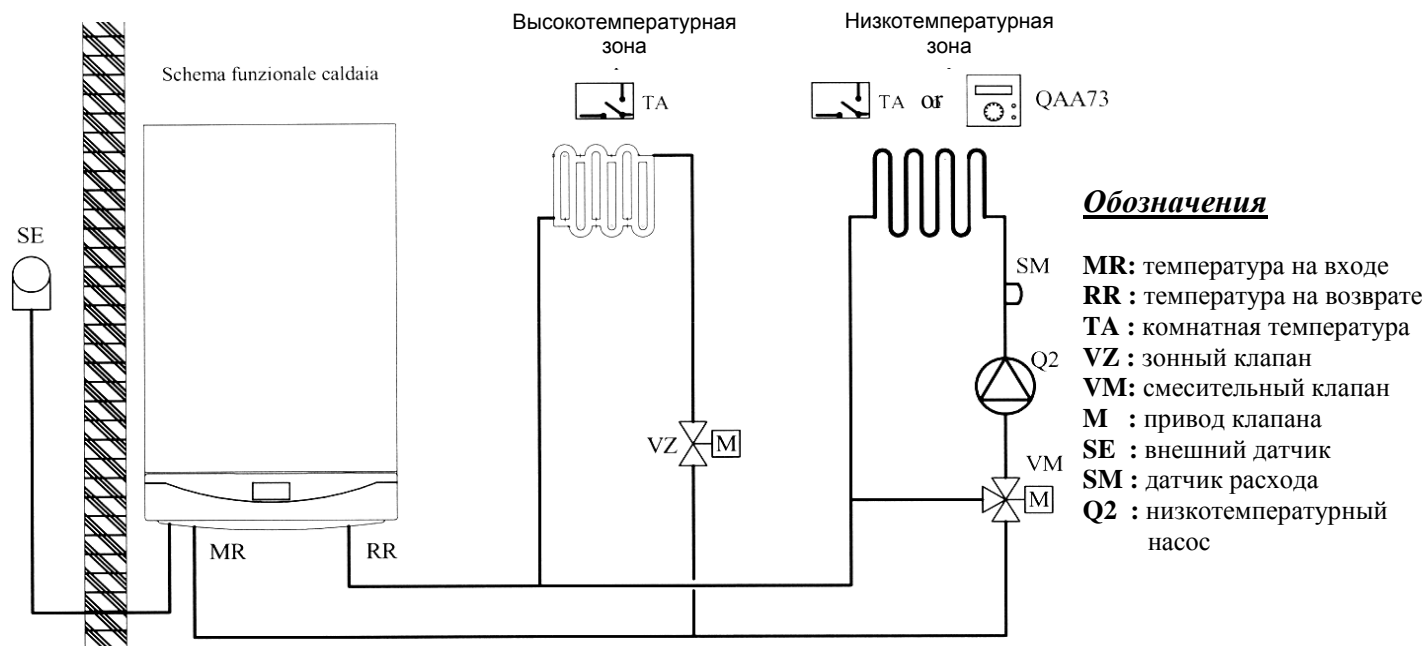 Высокотемпературная
зона
Низкотемпературная
зона
Schema funzionale caldaia
TA
TA or QAA73
SE
Обозначения
MR: температура на входе
RR : температура на возврате
TA : комнатная температура
VZ : зонный клапан
VM: смесительный клапан
M : привод клапана
SE : внешний датчик
SM : датчик расхода
Q2 : низкотемпературный
насос
SM
Q2
VZ M
VM
M
MR
RR